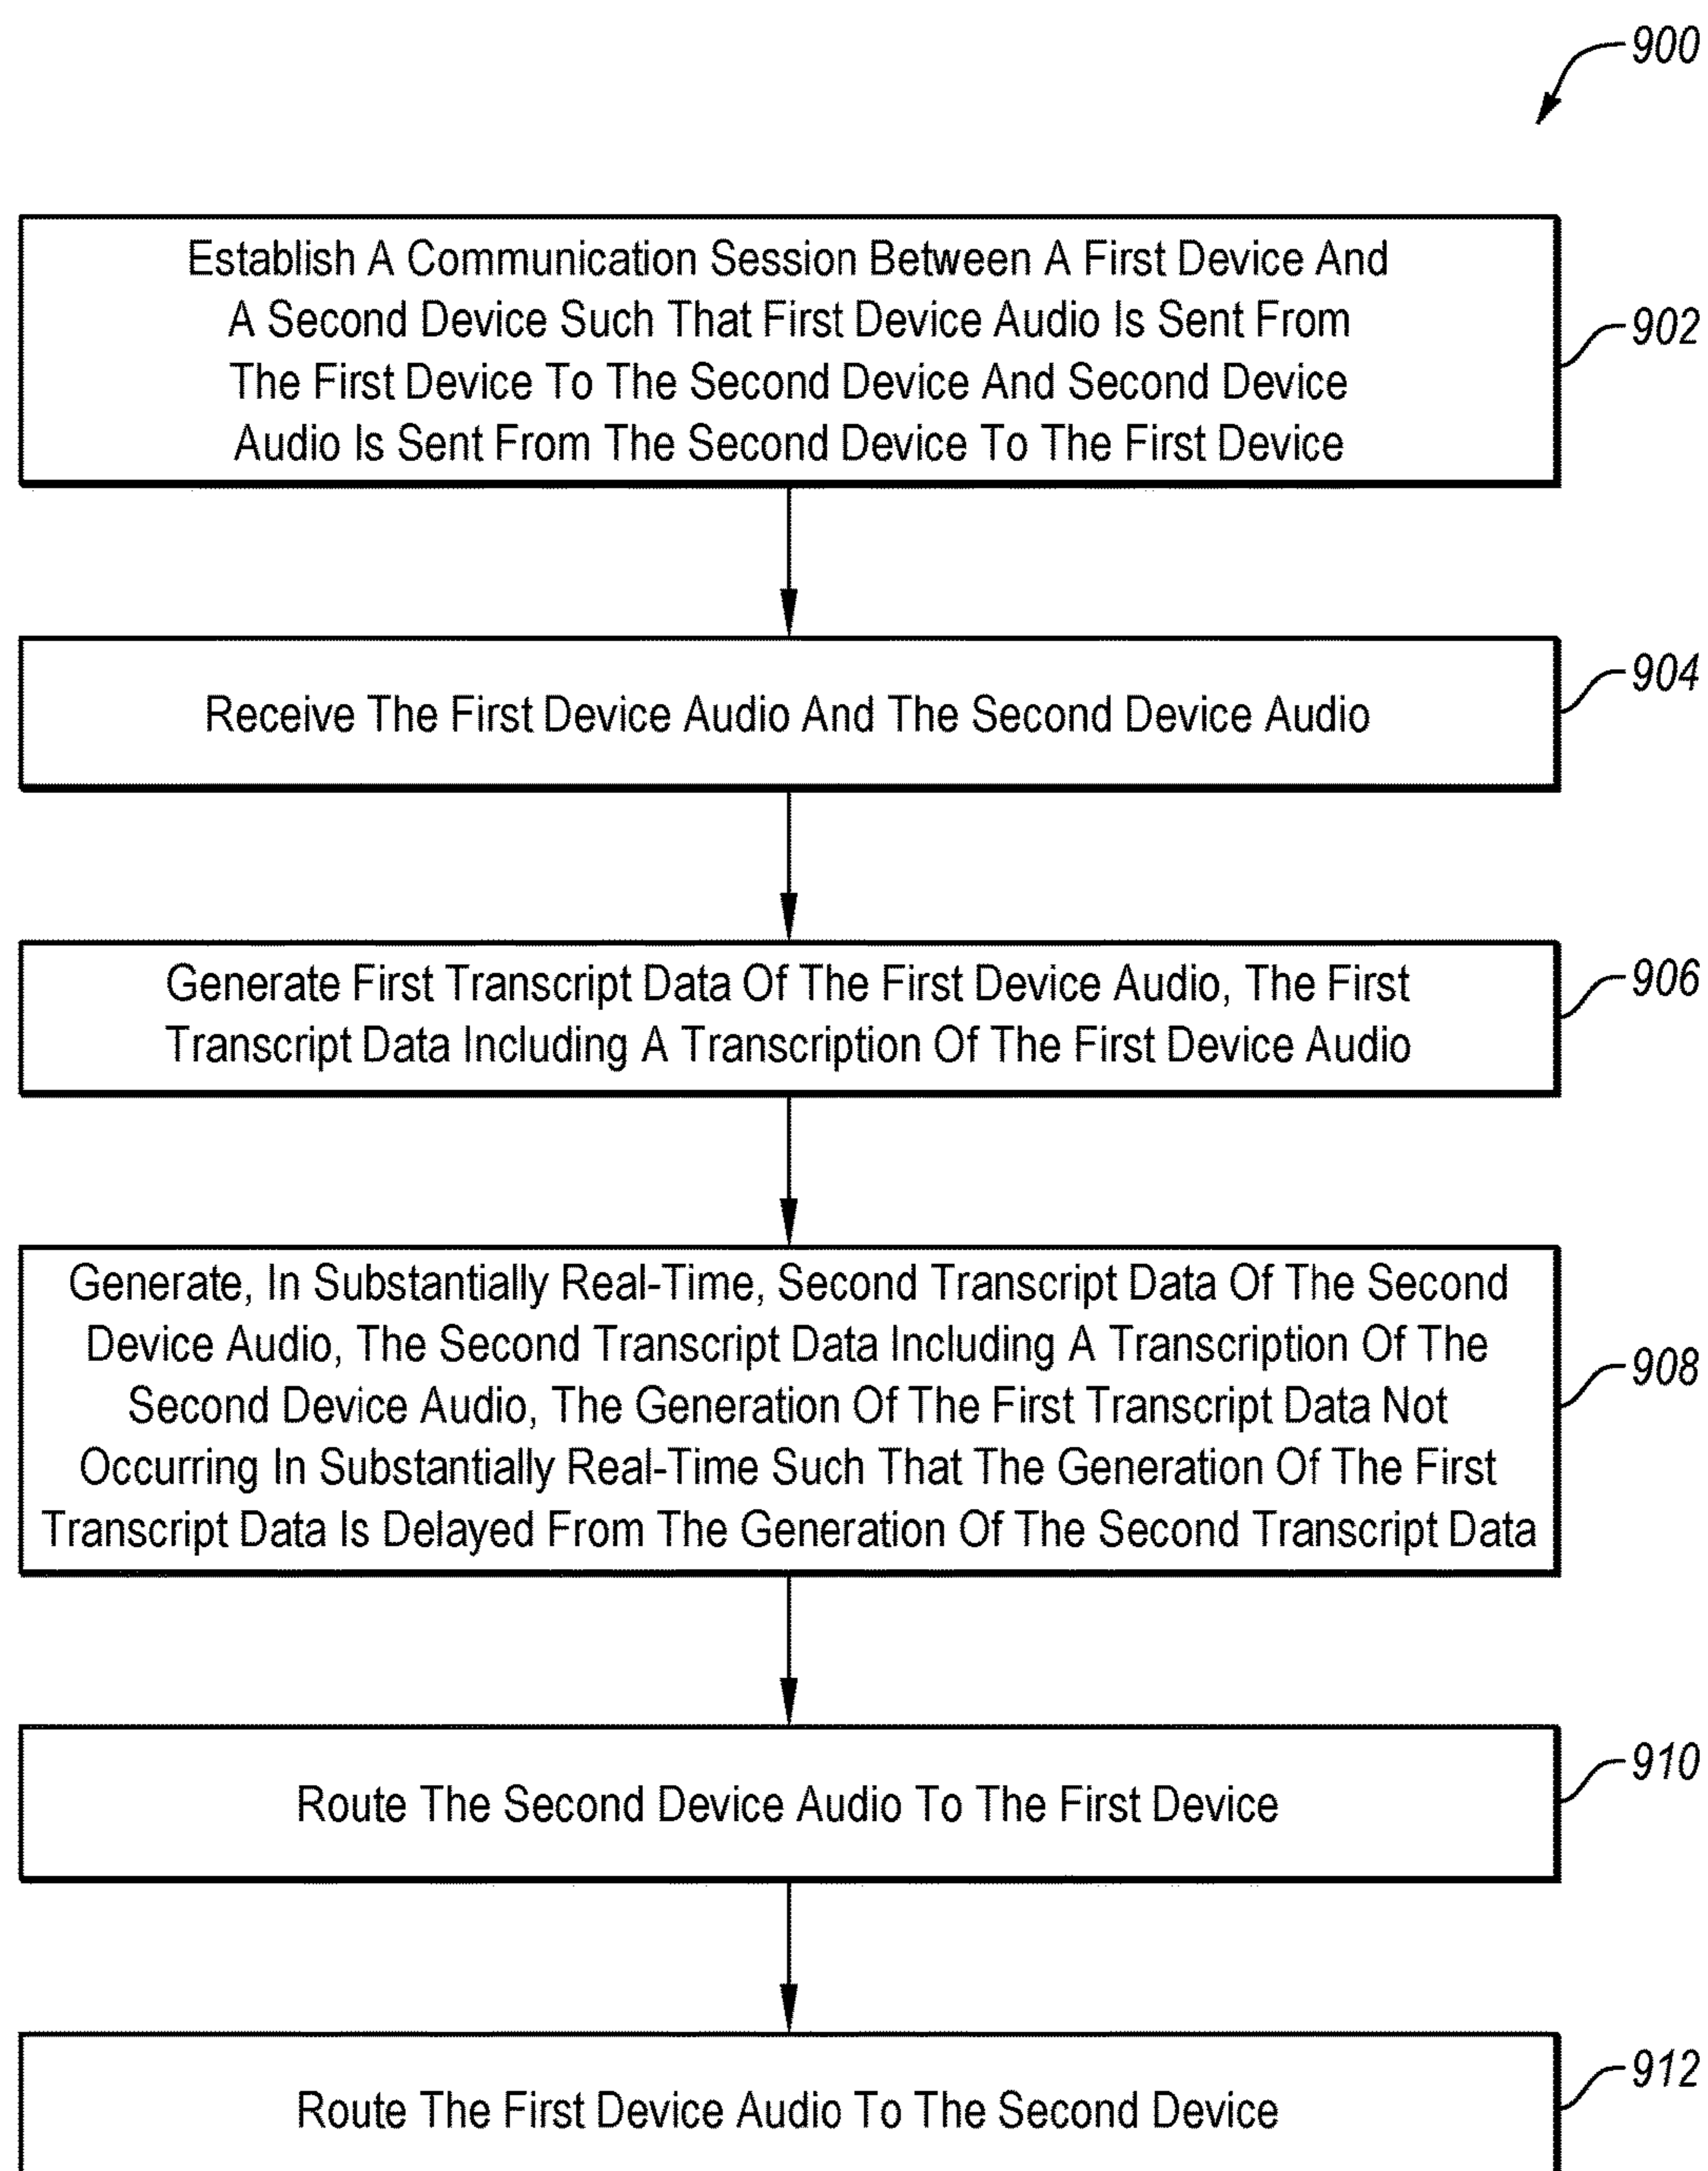 900
Establish A Communication Session Between A First Device And
A Second Device Such That First Device Audio Is Sent From
The First Device To The Second Device And Second Device
Audio Is Sent From The Second Device To The First Device
902
Receive The First Device Audio And The Second Device Audio
904
Generate First Transcript Data Of The First Device Audio, The First
Transcript Data Including A Transcription Of The First Device Audio
906
Generate, In Substantially Real-Time, Second Transcript Data Of The Second
Device Audio, The Second Transcript Data Including A Transcription Of The
Second Device Audio, The Generation Of The First Transcript Data Not
Occurring In Substantially Real-Time Such That The Generation Of The First
Transcript Data Is Delayed From The Generation Of The Second Transcript Data
908
Route The Second Device Audio To The First Device
910
Route The First Device Audio To The Second Device
912